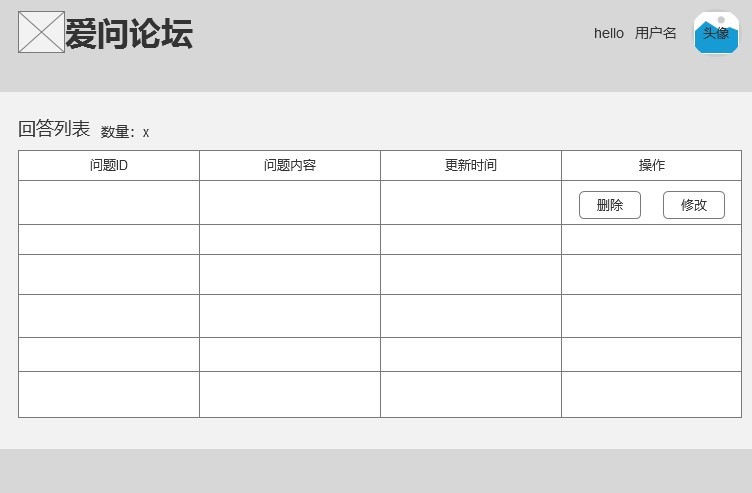 爱问论坛
hello 用户名 头像
回答列表 数量：x
问题ID 问题内容 更新时间 操作
删除 修改